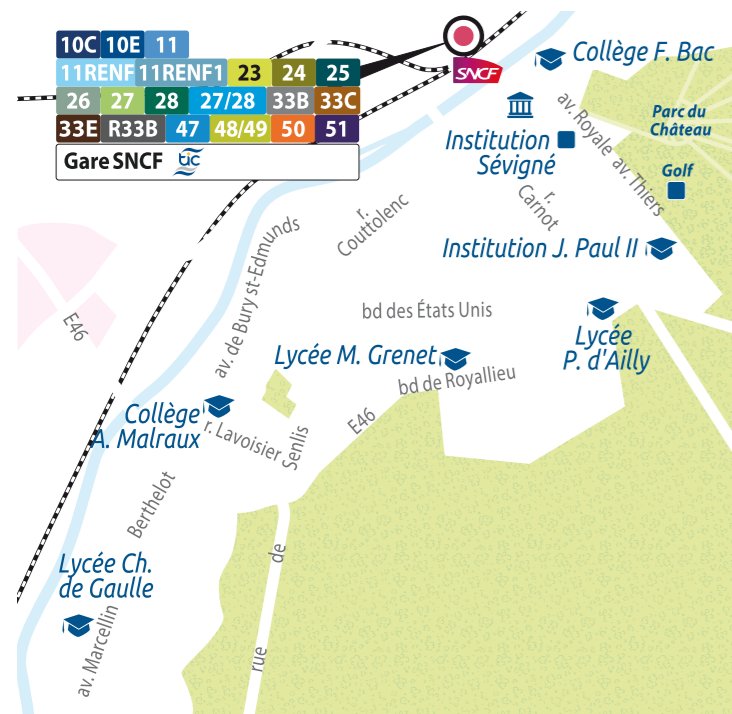 10C 10E 11
11RENF 11RENF1 23 24 25
26 27 28 27/28 33B 33C
33E R33B 47 48/49 50 51
Gare SNCF tic
SNCF
Collège F. Bac
av. Royale
Parc du
Château
Institution
Sévigné
av. Thiers
Golf
r.
Carnot
r.
Couttolenc
Institution J. Paul II
av. de Bury st-Edmunds
E46
bd des États Unis
Lycée
P. d'Ailly
Lycée M. Grenet
bd de Royallieu
Collège
A. Malraux
r. Lavoisier
Senlis
E46
Berthelot
Lycée Ch.
de Gaulle
de
av. Marcellin
rue